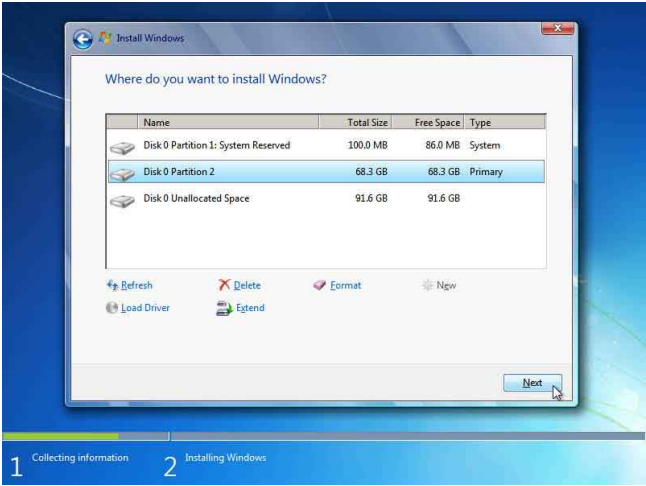 Install Windows
Where do you want to install Windows?
Name Total Size Free Space Type
Disk 0 Partition 1: System Reserved 100.0 MB 86.0 MB System
Disk 0 Partition 2 68.3 GB 68.3 GB Primary
Disk 0 Unallocated Space 91.6 GB 91.6 GB
Refresh Delete Format New
Load Driver Extend
Next
1 Collecting information 2 Installing Windows